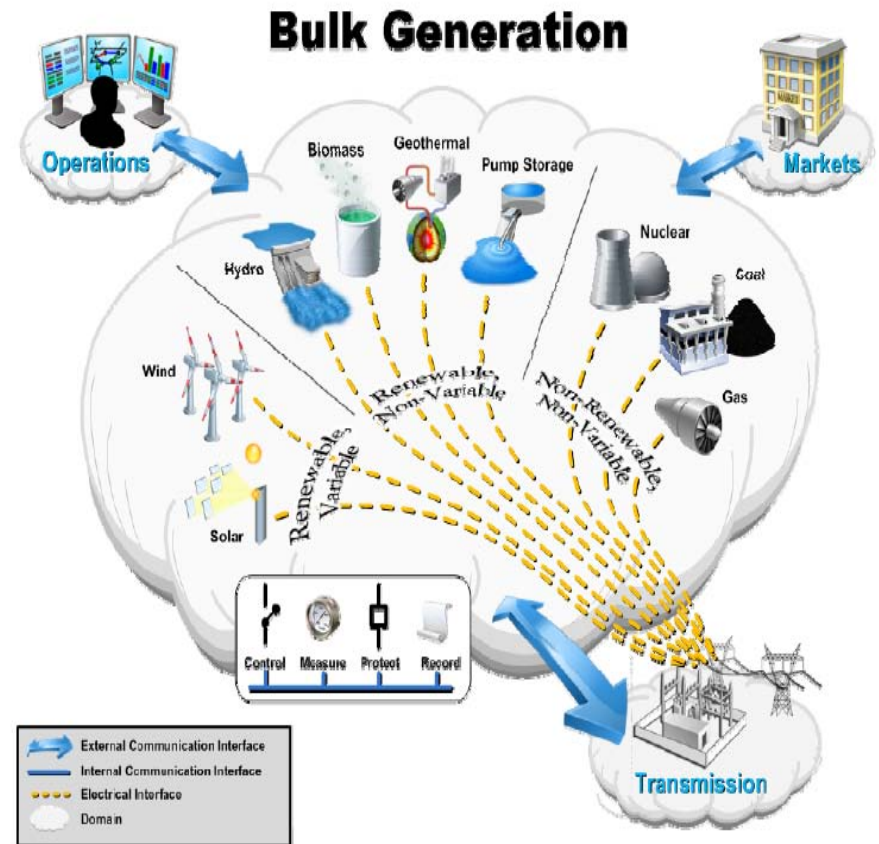 Bulk Generation
Operations
Markets
Biomass
Geothermal
Pump Storage
Hydro
Nuclear
Coal
Gas
Wind
Solar
Renewable,
Variable
Renewable,
Non-Variable
Non-Renewable,
Non-Variable
Control
Measure
Protect
Record
Transmission
External Communication Interface
Internal Communication Interface
Electrical Interface
Domain